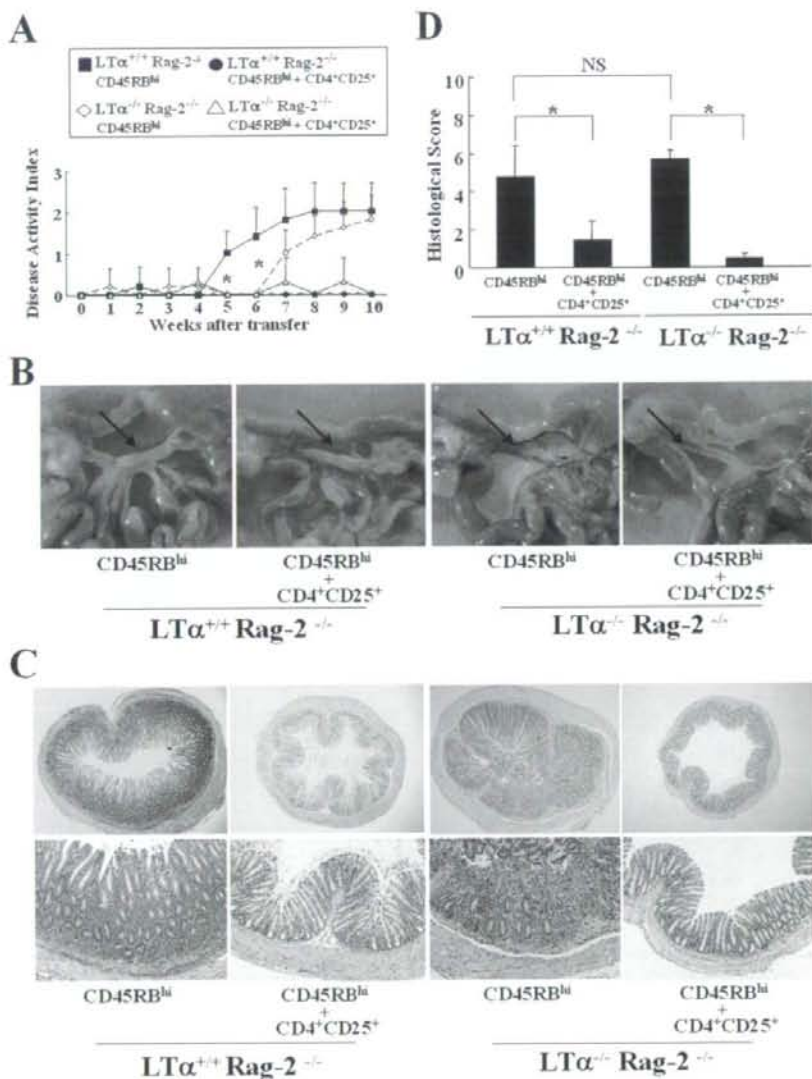 A
LTα⁺/⁺ Rag-2⁻/⁻
CD45RBʰⁱ
LTα⁺/⁺ Rag-2⁻/⁻
CD45RBʰⁱ + CD4⁺CD25⁺
LTα⁻/⁻ Rag-2⁻/⁻
CD45RBʰⁱ
LTα⁻/⁻ Rag-2⁻/⁻
CD45RBʰⁱ + CD4⁺CD25⁺
Disease Activity Index
3
2
1
0
* *
0 1 2 3 4 5 6 7 8 9 10
Weeks after transfer
D
NS
* *
Histological Score
10
8
6
4
2
0
CD45RBʰⁱ
CD45RBʰⁱ
+
CD4⁺CD25⁺
CD45RBʰⁱ
CD45RBʰⁱ
+
CD4⁺CD25⁺
LTα⁺/⁺ Rag-2⁻/⁻
LTα⁻/⁻ Rag-2⁻/⁻
B
CD45RBʰⁱ
CD45RBʰⁱ
+
CD4⁺CD25⁺
CD45RBʰⁱ
CD45RBʰⁱ
+
CD4⁺CD25⁺
LTα⁺/⁺ Rag-2⁻/⁻
LTα⁻/⁻ Rag-2⁻/⁻
C
CD45RBʰⁱ
CD45RBʰⁱ
+
CD4⁺CD25⁺
CD45RBʰⁱ
CD45RBʰⁱ
+
CD4⁺CD25⁺
LTα⁺/⁺ Rag-2⁻/⁻
LTα⁻/⁻ Rag-2⁻/⁻